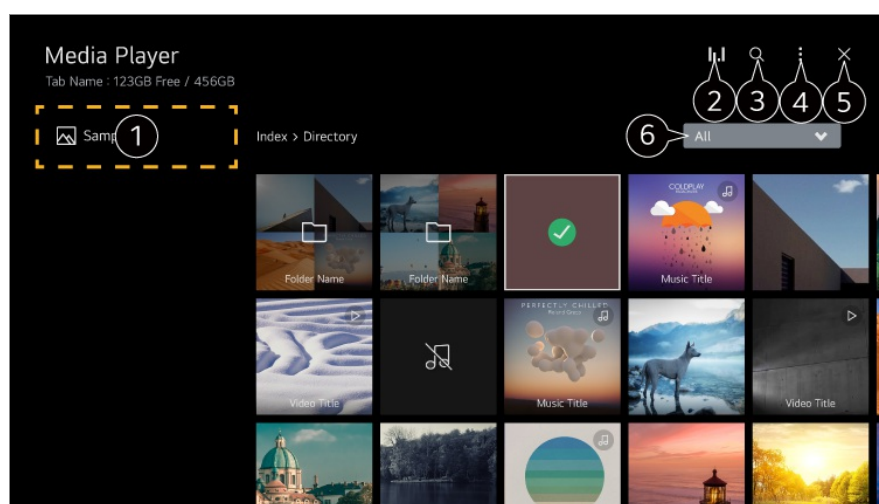 Media Player
Tab Name : 123GB Free / 456GB
2 3 4 5
1
Index > Directory
6
All
COLDPLAY
Folder Name
Folder Name
Music Title
PERFECTLY CHILLED
Video Title
Music Title
Video Title